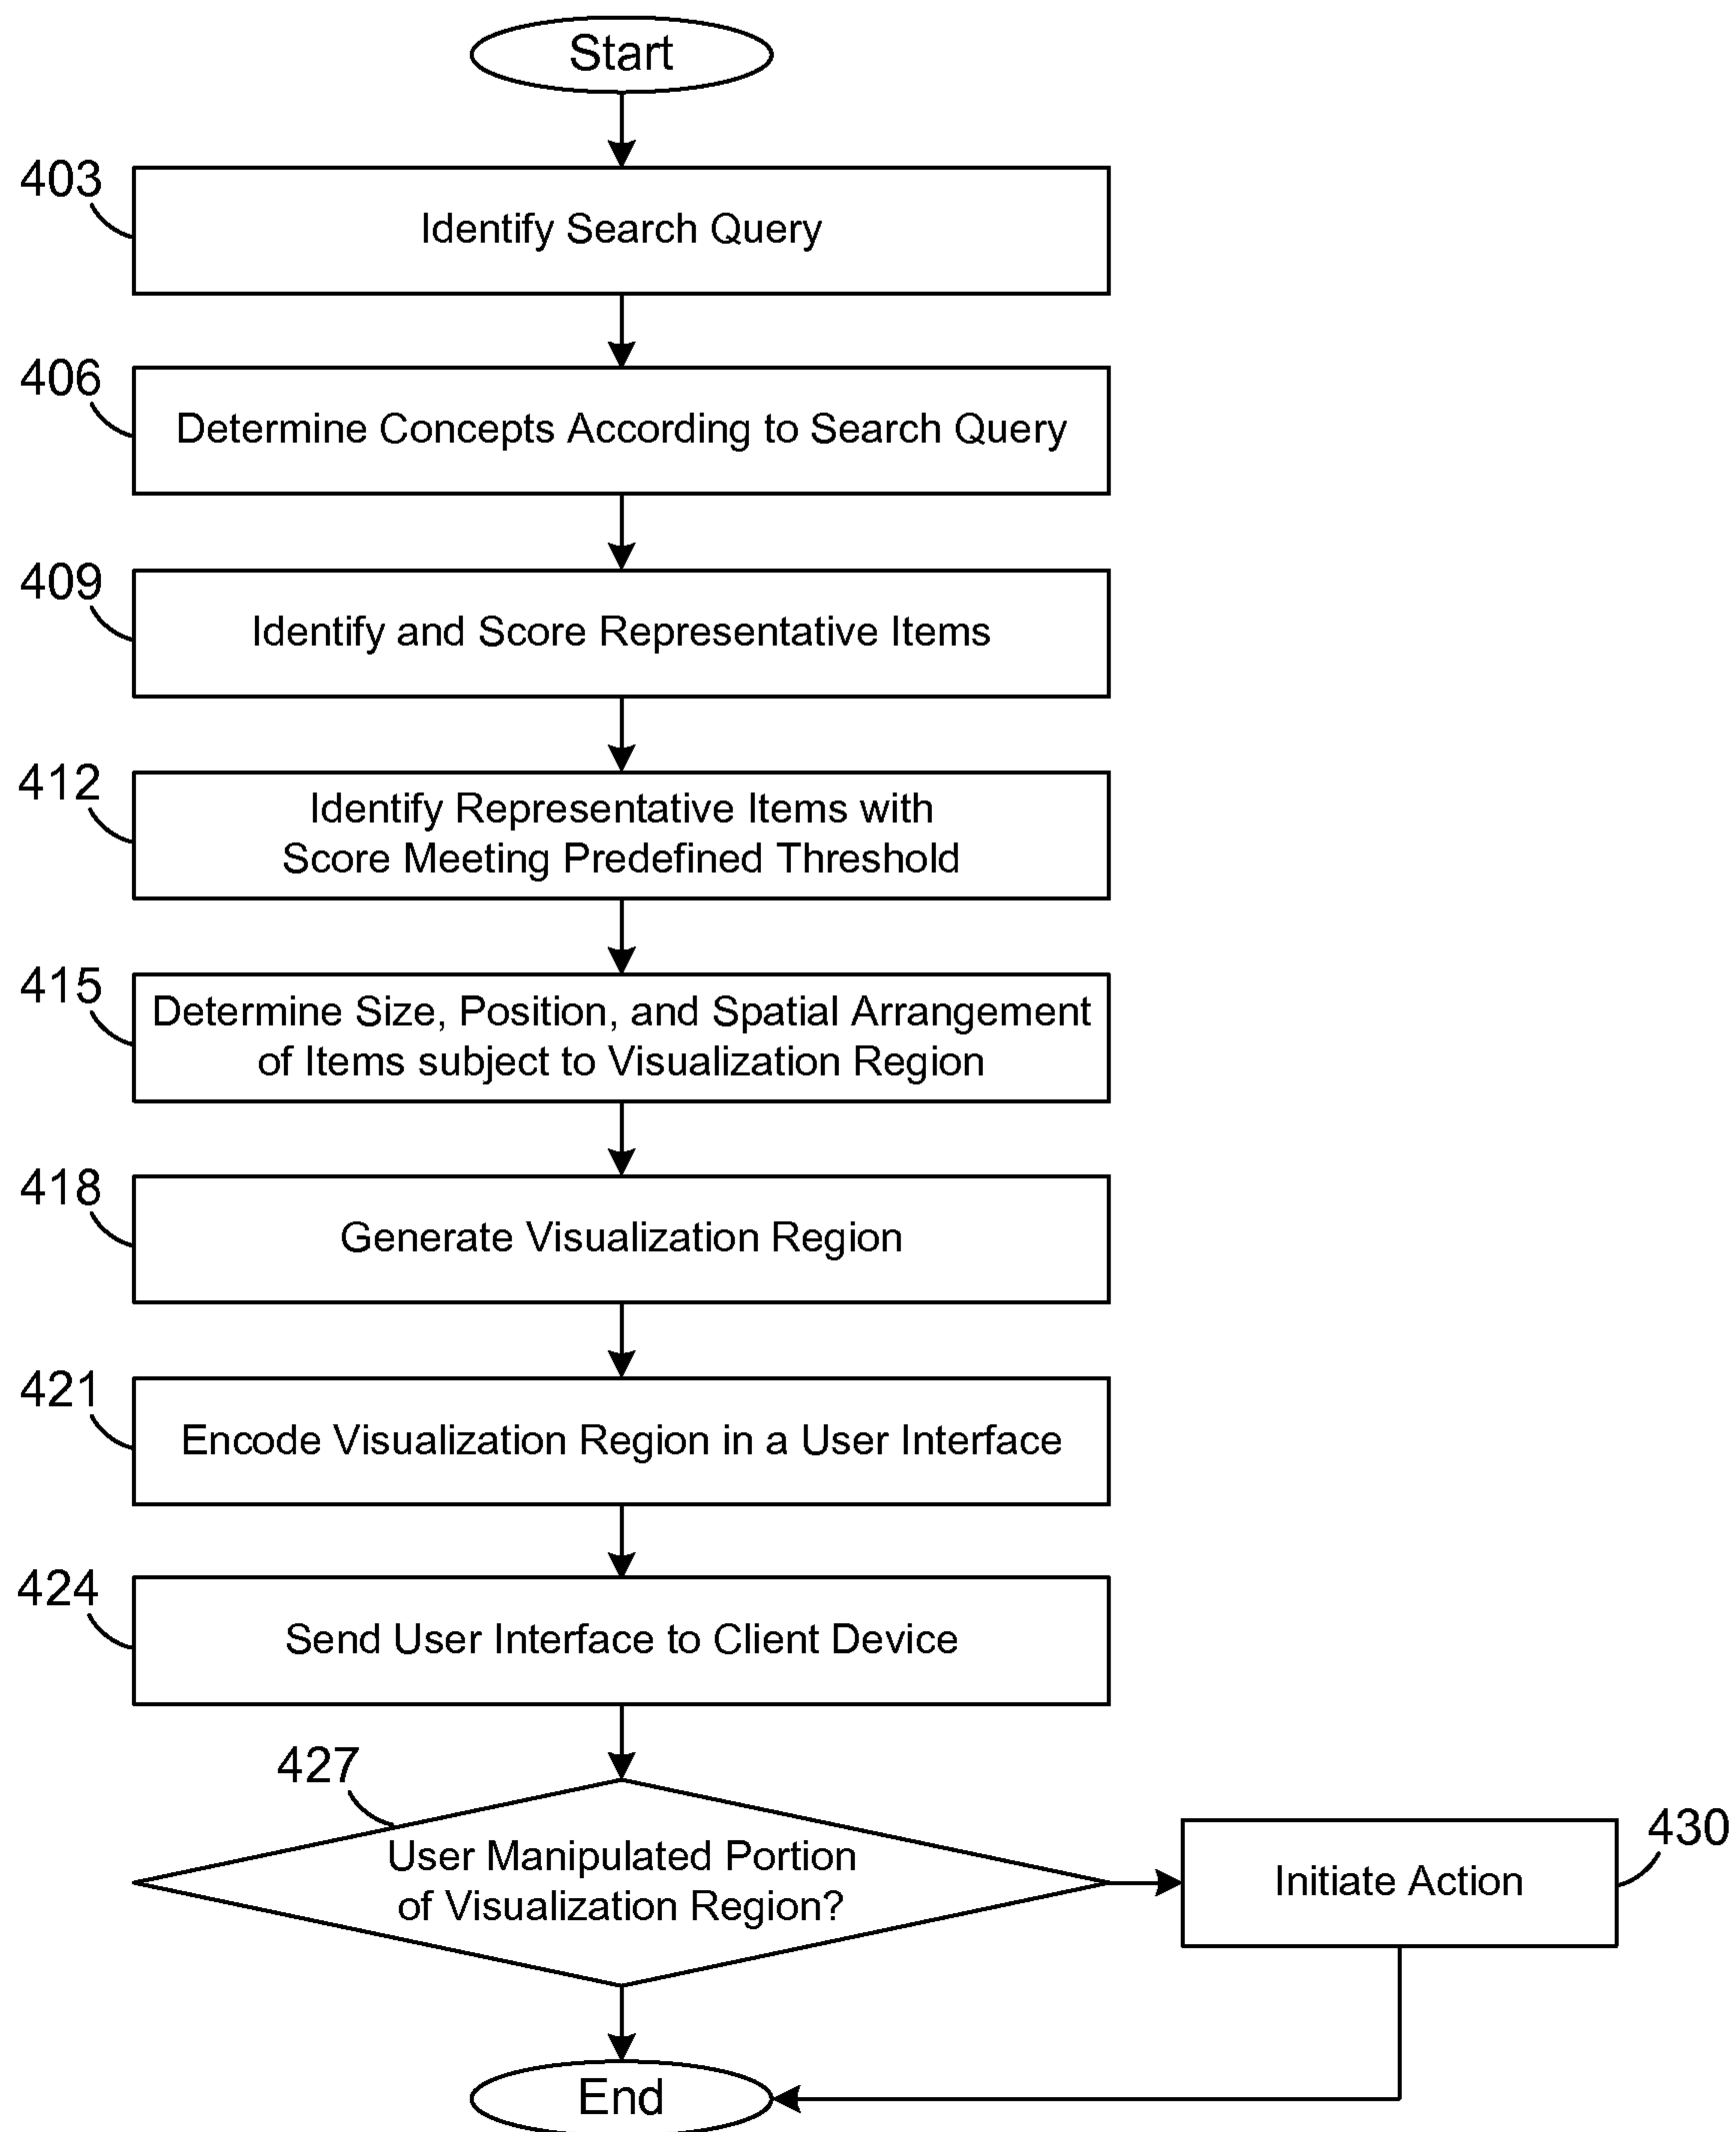 Start
403
Identify Search Query
406
Determine Concepts According to Search Query
409
Identify and Score Representative Items
412
Identify Representative Items with
Score Meeting Predefined Threshold
415
Determine Size, Position, and Spatial Arrangement
of Items subject to Visualization Region
418
Generate Visualization Region
421
Encode Visualization Region in a User Interface
424
Send User Interface to Client Device
427
User Manipulated Portion
of Visualization Region?
430
Initiate Action
End